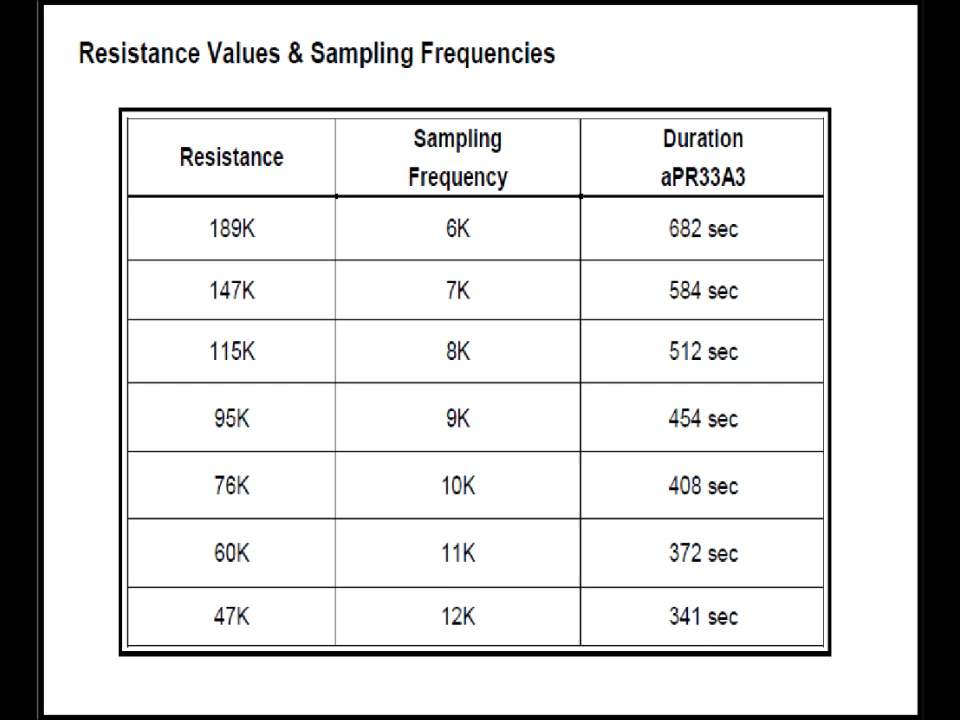 Resistance Values & Sampling Frequencies
Resistance Sampling Frequency Duration aPR33A3
189K 6K 682 sec
147K 7K 584 sec
115K 8K 512 sec
95K 9K 454 sec
76K 10K 408 sec
60K 11K 372 sec
47K 12K 341 sec